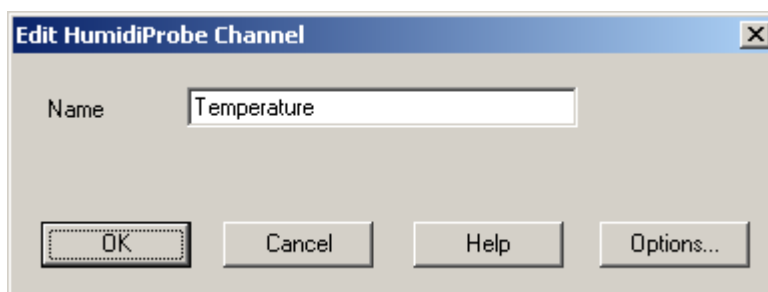 Edit HumidiProbe Channel
Name Temperature
OK Cancel Help Options...